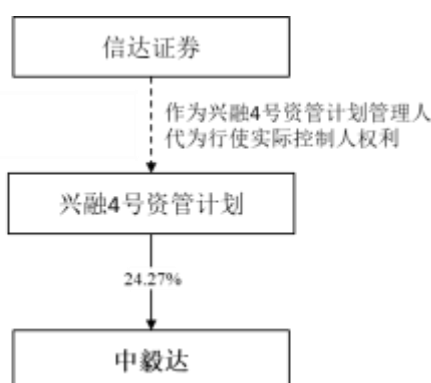 信达证券
作为兴融4号资管计划管理人
代为行使实际控制人权利
兴融4号资管计划
24.27%
中毅达